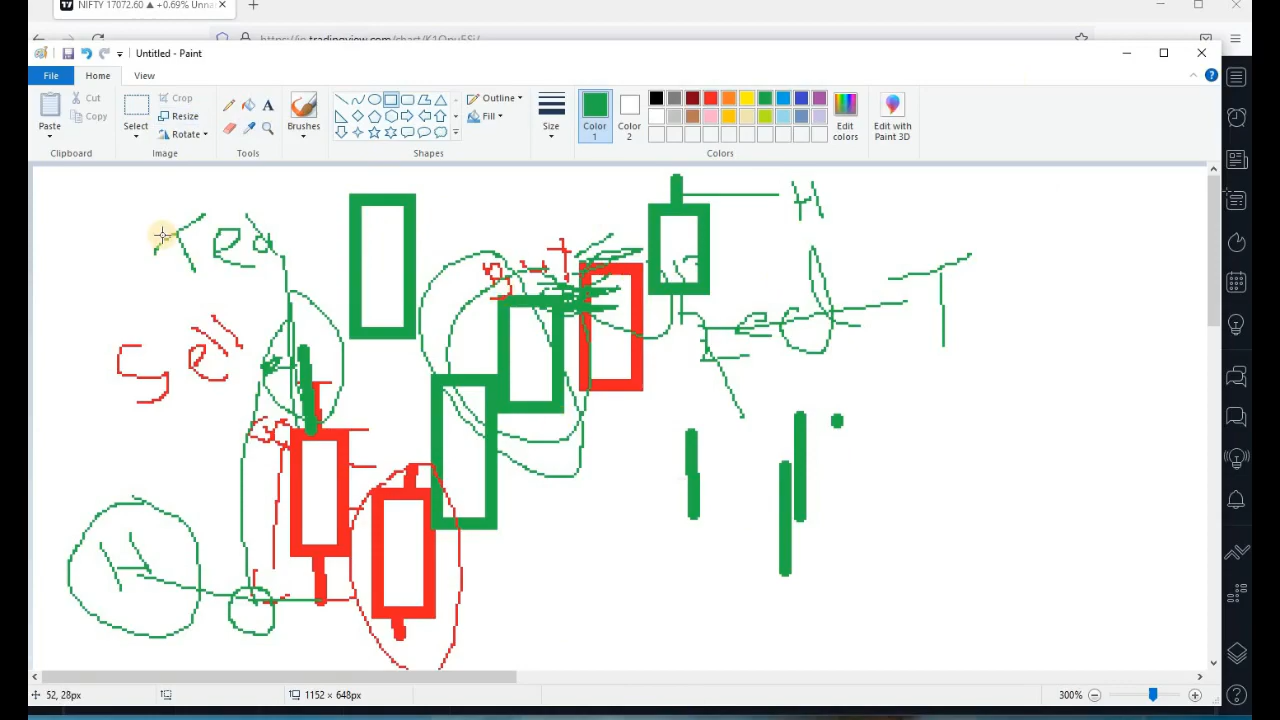 NIFTY 17072.60 ▲ +0.69% Unna
Untitled - Paint
File Home View
Paste Cut Copy Clipboard
Select Crop Resize Rotate Image
Tools
Brushes
Outline Fill Shapes
Size
Color 1 Color 2
Edit colors Colors
Edit with Paint 3D
H
Red
Sell
52, 28px
1152 × 648px
300%